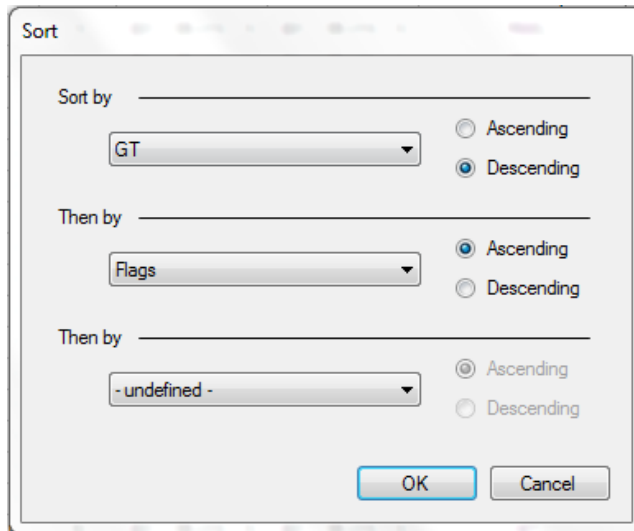 Sort
Sort by
GT
Ascending
Descending
Then by
Flags
Ascending
Descending
Then by
- undefined -
Ascending
Descending
OK Cancel